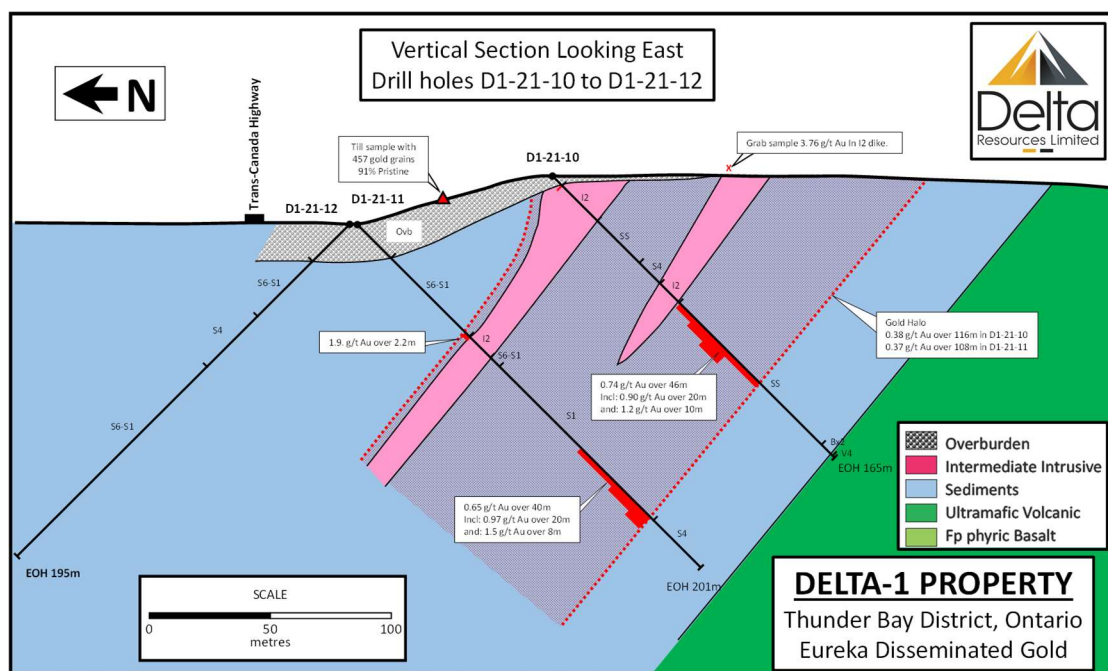 Vertical Section Looking East
Drill holes D1-21-10 to D1-21-12
N
Delta
Resources Limited
Trans-Canada Highway
Till sample with
457 gold grains
91% Pristine
D1-21-10
Grab sample 3.76 g/t Au In I2 dike.
X
D1-21-12
D1-21-11
Ovb
I2
S6-S1
S5
S4
I2
S6-S1
S4
1.9. g/t Au over 2.2m
I2
S6-S1
Gold Halo
0.38 g/t Au over 116m in D1-21-10
0.37 g/t Au over 108m in D1-21-11
0.74 g/t Au over 46m
Incl: 0.90 g/t Au over 20m
and: 1.2 g/t Au over 10m
S5
S1
S6-S1
Bx2
V4
EOH 165m
0.65 g/t Au over 40m
Incl: 0.97 g/t Au over 20m
and: 1.5 g/t Au over 8m
S4
EOH 201m
EOH 195m
Overburden
Intermediate Intrusive
Sediments
Ultramafic Volcanic
Fp phyric Basalt
SCALE
0 50 100
metres
DELTA-1 PROPERTY
Thunder Bay District, Ontario
Eureka Disseminated Gold